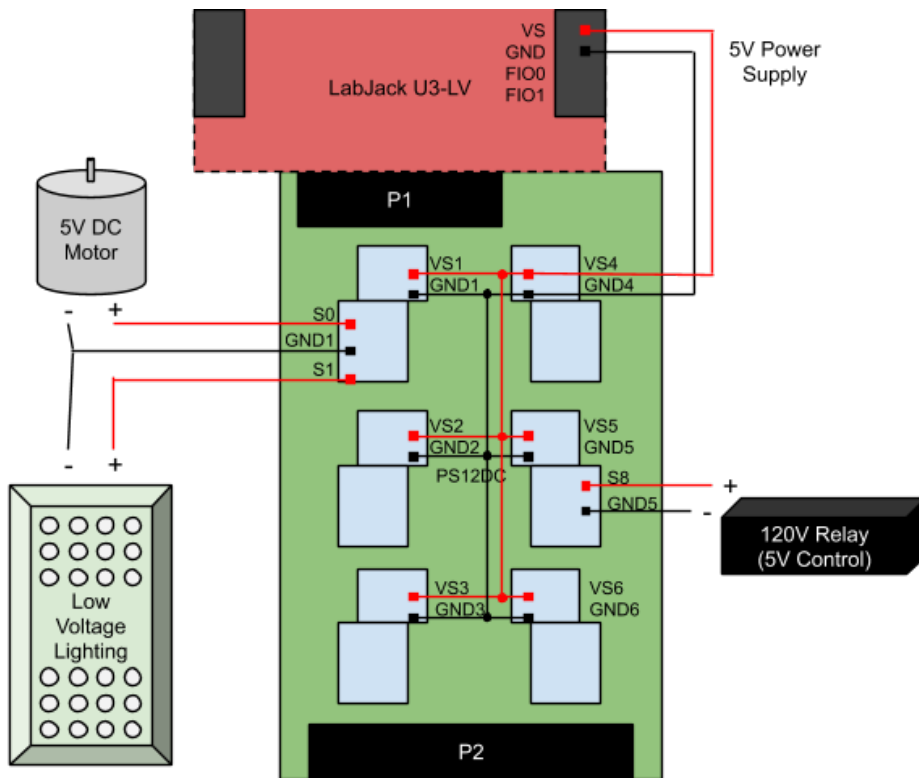 VS
GND
FIO0
FIO1
LabJack U3-LV
5V Power
Supply
P1
5V DC
Motor
- +
VS1
GND1
VS4
GND4
S0
GND1
S1
- +
VS2
GND2
PS12DC
VS5
GND5
S8
GND5
+
-
120V Relay
(5V Control)
Low
Voltage
Lighting
VS3
GND3
VS6
GND6
P2